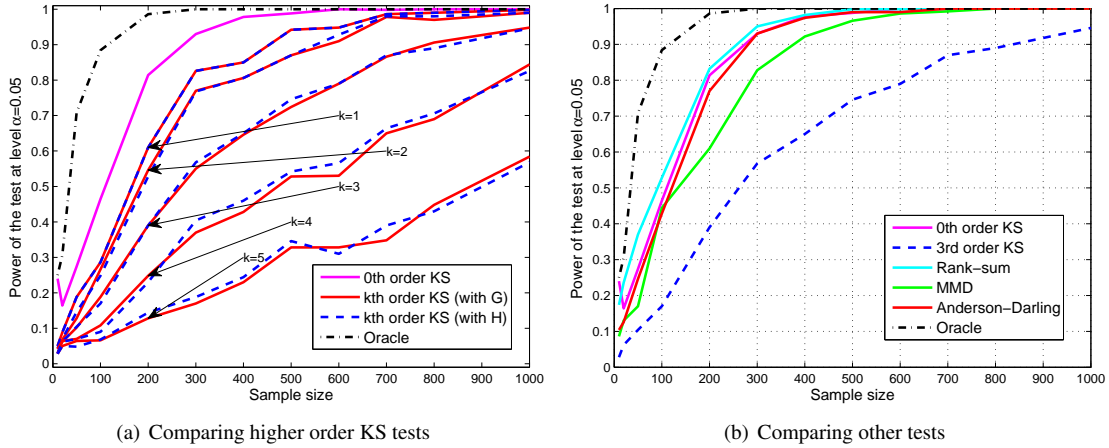 Power of the test at level α=0.05
1
0.9
0.8
0.7
0.6
0.5
0.4
0.3
0.2
0.1
0.05
0
k=1
k=2
k=3
k=4
k=5
0th order KS
kth order KS (with G)
kth order KS (with H)
Oracle
0 100 200 300 400 500 600 700 800 900 1000
Sample size
(a) Comparing higher order KS tests
Power of the test at level α=0.05
1
0.9
0.8
0.7
0.6
0.5
0.4
0.3
0.2
0.1
0.05
0
0th order KS
3rd order KS
Rank−sum
MMD
Anderson−Darling
Oracle
0 100 200 300 400 500 600 700 800 900 1000
Sample size
(b) Comparing other tests